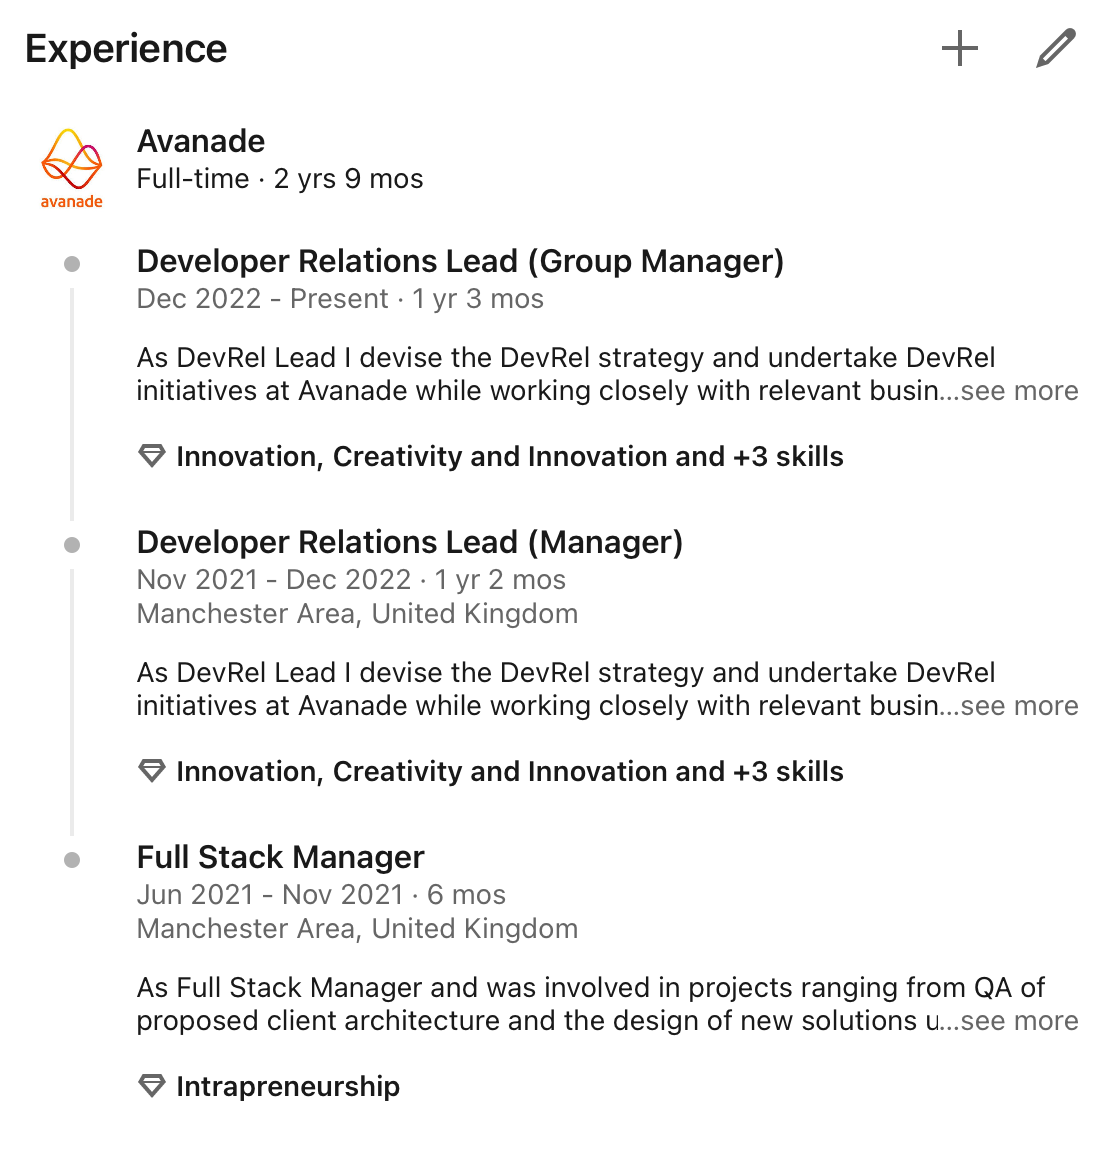 Experience
Avanade
Full-time · 2 yrs 9 mos
avanade
Developer Relations Lead (Group Manager)
Dec 2022 - Present · 1 yr 3 mos
As DevRel Lead I devise the DevRel strategy and undertake DevRel
initiatives at Avanade while working closely with relevant busin...see more
Innovation, Creativity and Innovation and +3 skills
Developer Relations Lead (Manager)
Nov 2021 - Dec 2022 · 1 yr 2 mos
Manchester Area, United Kingdom
As DevRel Lead I devise the DevRel strategy and undertake DevRel
initiatives at Avanade while working closely with relevant busin...see more
Innovation, Creativity and Innovation and +3 skills
Full Stack Manager
Jun 2021 - Nov 2021 · 6 mos
Manchester Area, United Kingdom
As Full Stack Manager and was involved in projects ranging from QA of
proposed client architecture and the design of new solutions u...see more
Intrapreneurship